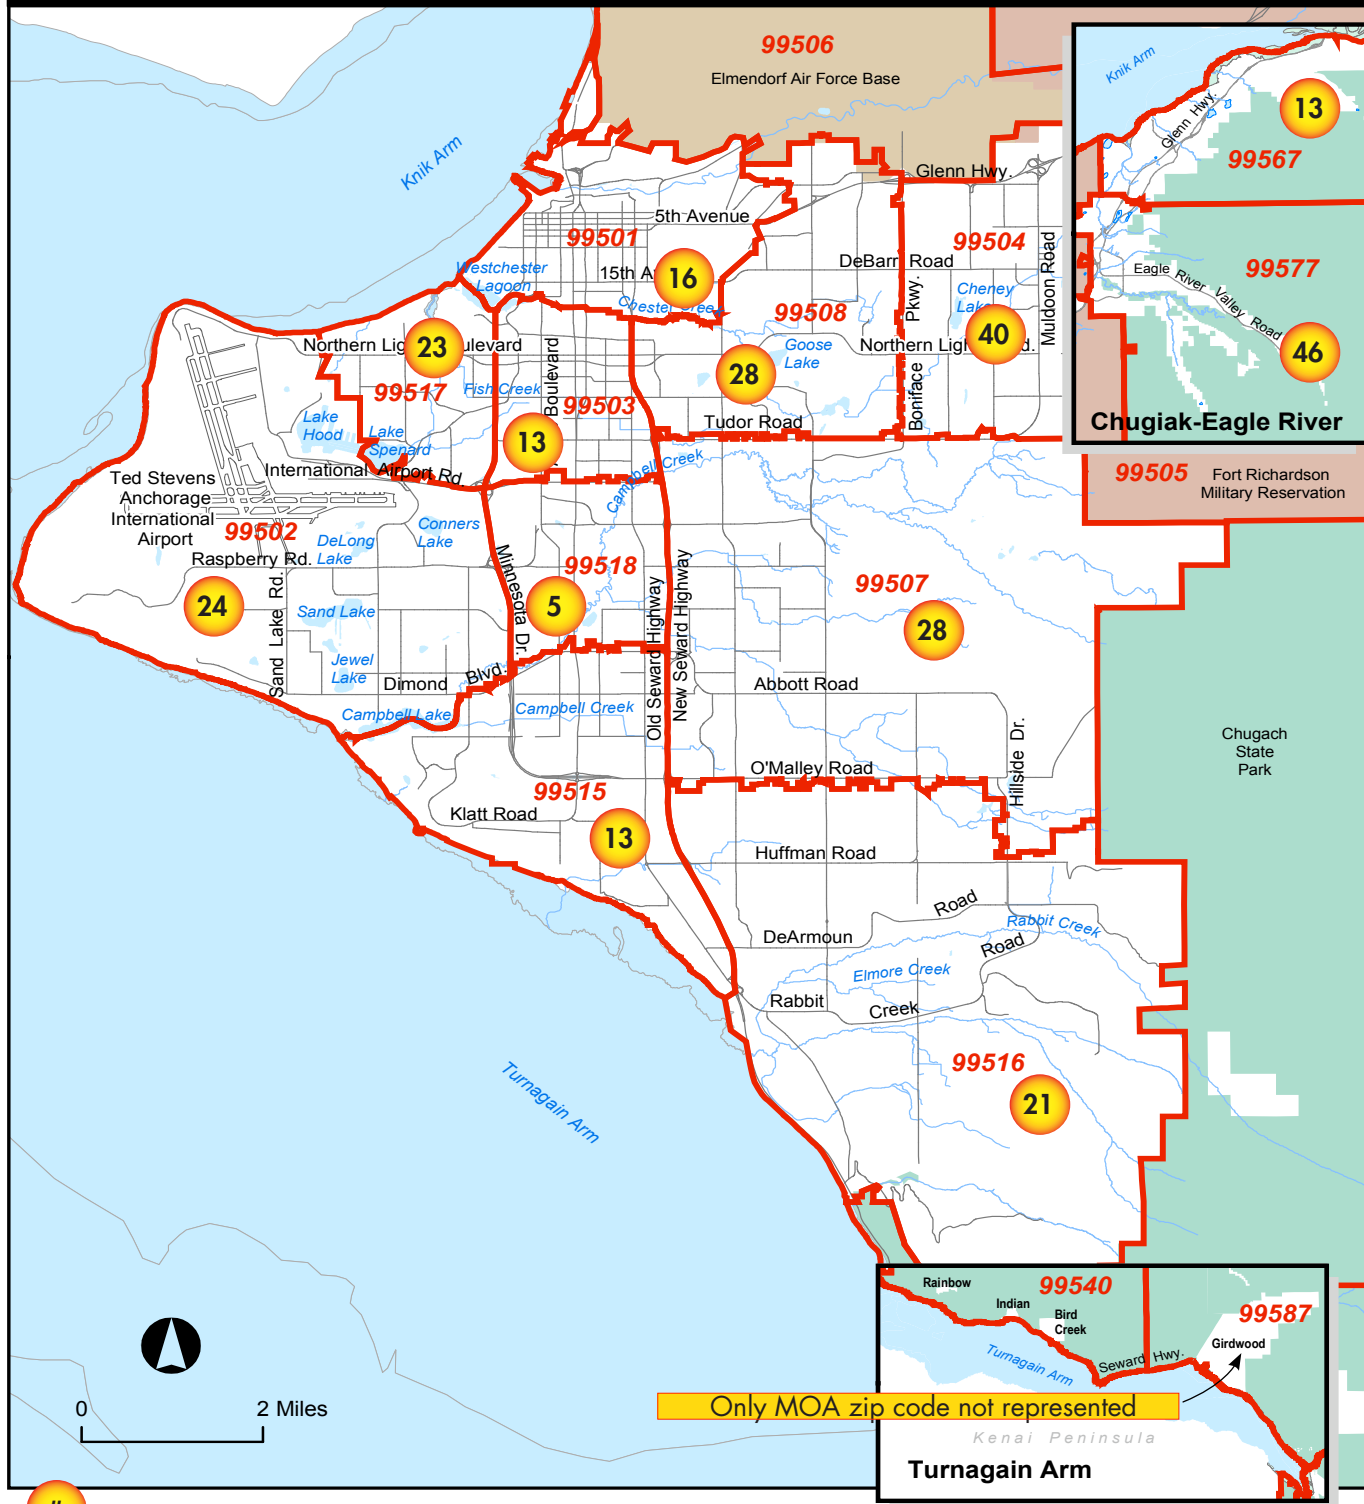 99506
Elmendorf Air Force Base
Knik Arm
Glenn Hwy.
5th Avenue
99501
99504
15th A
16
DeBarr Road
Muldoon Road
Westchester
Lagoon
Chester Creek
99508
Pkwy.
Cheney
Lake
40
Northern Lig
23
oulevard
Boulevard
Goose
Lake
Northern Ligh
d.
28
99517
Fish Creek
99503
Boniface
Lake
Hood
Lake
Spenard
13
Tudor Road
International Airport Rd.
Campbell Creek
Ted Stevens
Anchorage
International
Airport
99502
Conners
Lake
DeLong
Lake
Raspberry Rd.
Minnesota Dr.
99518
99507
24
Sand Lake Rd.
Sand Lake
5
Old Seward Highway
New Seward Highway
28
Jewel
Lake
Dimond Blvd.
Abbott Road
Campbell Lake
Campbell Creek
Hillside Dr.
Chugach
State
Park
O'Malley Road
99515
Klatt Road
13
Huffman Road
DeArmoun Road
Rabbit Creek
Elmore Creek
Rabbit Creek Road
99516
21
Turnagain Arm
Knik Arm
Glenn Hwy.
13
99567
99577
Eagle River Valley Road
46
Chugiak-Eagle River
99505
Fort Richardson
Military Reservation
Rainbow
99540
Indian
Bird
Creek
99587
Girdwood
Turnagain Arm
Seward Hwy.
Only MOA zip code not represented
Kenai Peninsula
Turnagain Arm
0 2 Miles
#